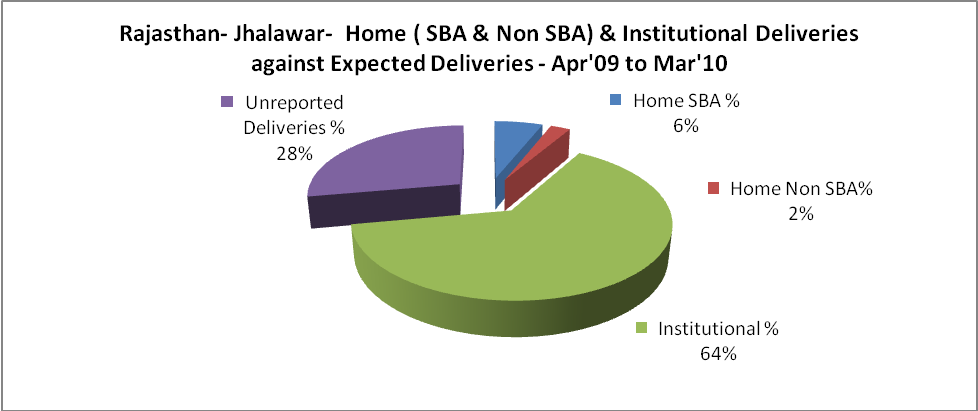 Rajasthan- Jhalawar- Home ( SBA & Non SBA) & Institutional Deliveries
against Expected Deliveries - Apr'09 to Mar'10
Unreported
Deliveries %
28%
Home SBA %
6%
Home Non SBA%
2%
Institutional %
64%